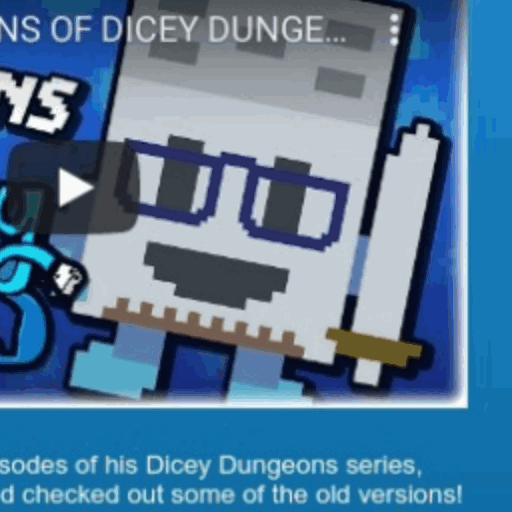 NS OF DICEY DUNGE...
NS
sodes of his Dicey Dungeons series,
d checked out some of the old versions!